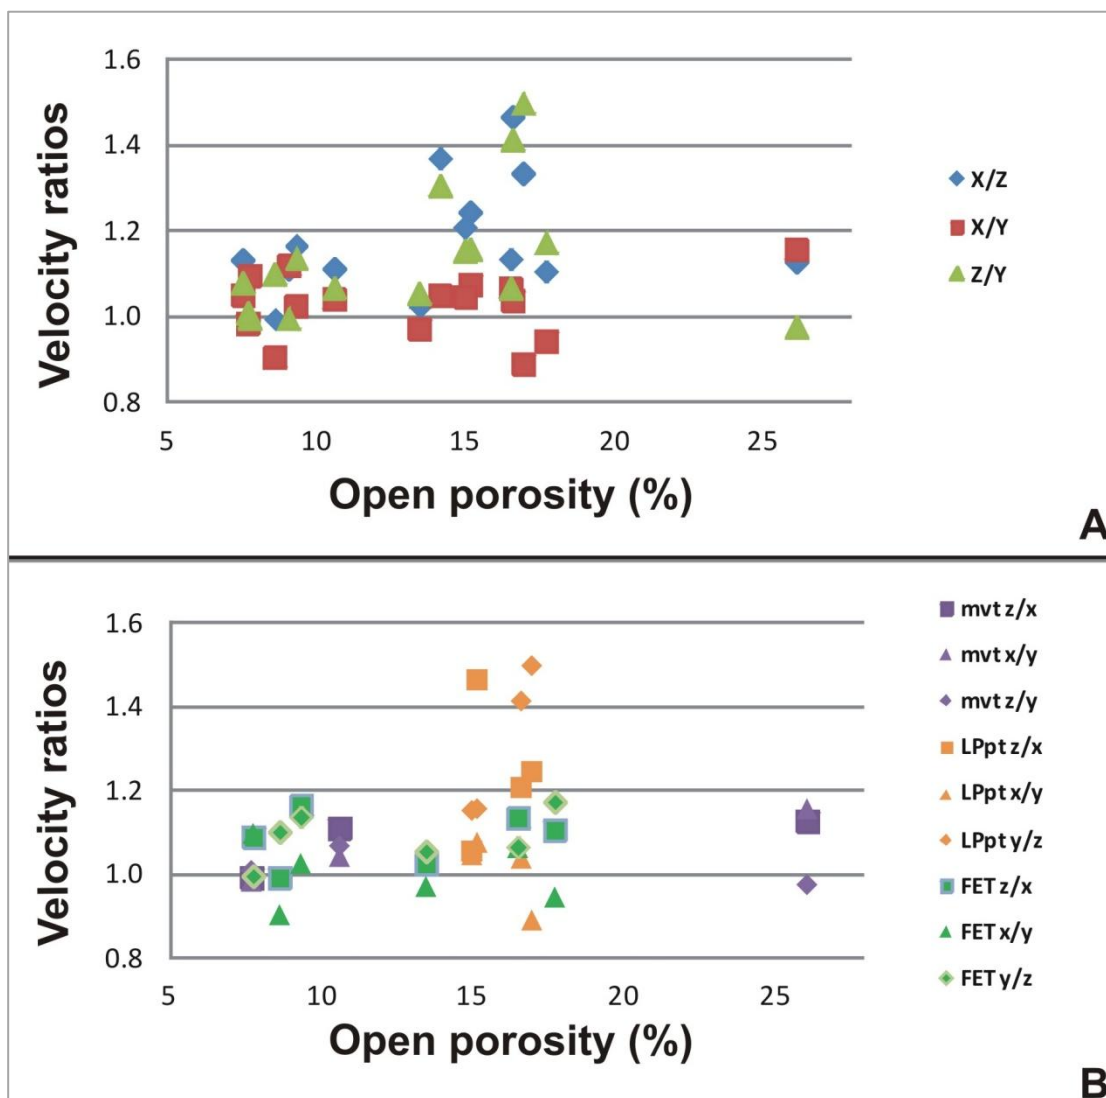 1.6
1.4
1.2
1.0
0.8
Velocity ratios
5 10 15 20 25
Open porosity (%)
X/Z
X/Y
Z/Y
A
1.6
1.4
1.2
1.0
0.8
Velocity ratios
5 10 15 20 25
Open porosity (%)
mvt z/x
mvt x/y
mvt z/y
LPpt z/x
LPpt x/y
LPpt y/z
FET z/x
FET x/y
FET y/z
B